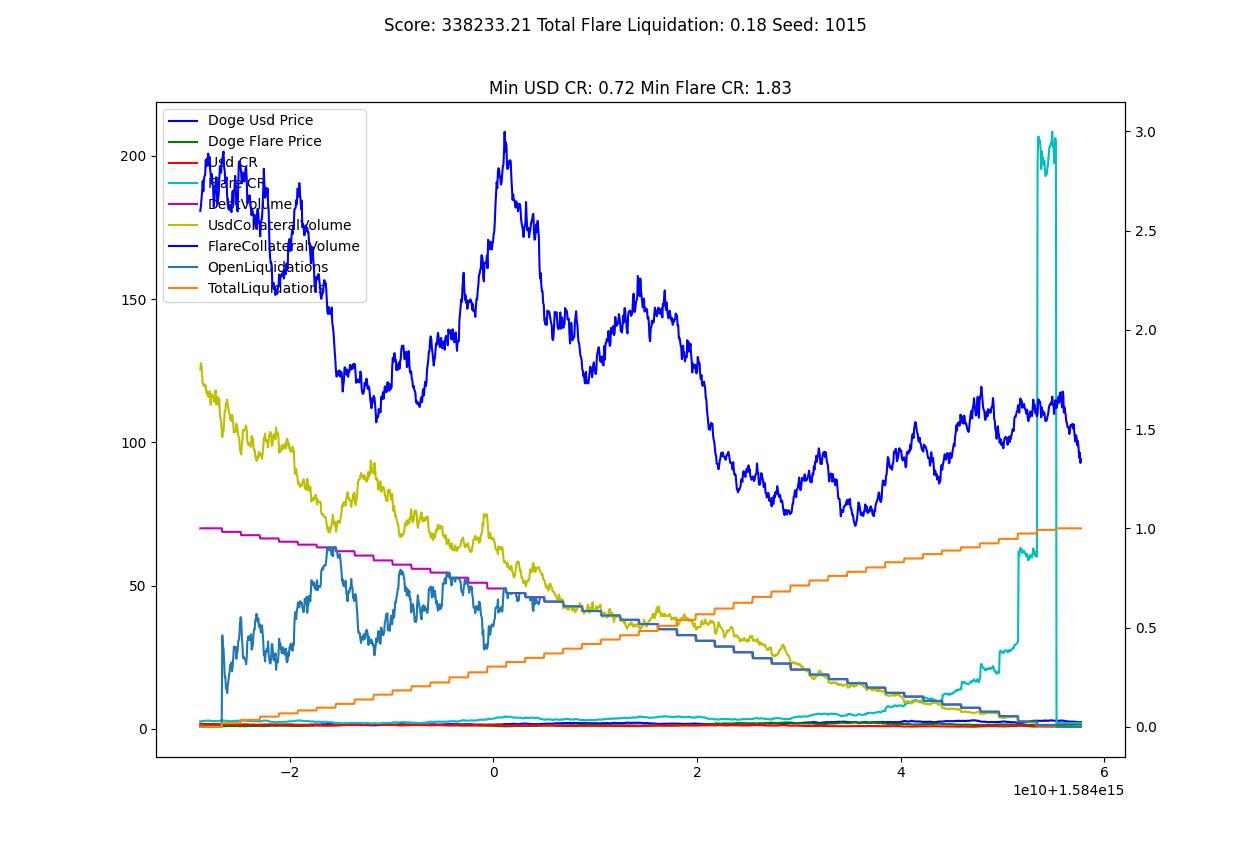 Score: 338233.21 Total Flare Liquidation: 0.18 Seed: 1015
Min USD CR: 0.72 Min Flare CR: 1.83
Doge Usd Price
Doge Flare Price
Usd CR
Flare CR
DebtVolume
UsdCollateralVolume
FlareCollateralVolume
OpenLiquidations
TotalLiquidations
200
150
100
50
0
3.0
2.5
2.0
1.5
1.0
0.5
0.0
−2
0
2
4
6
1e10+1.584e15